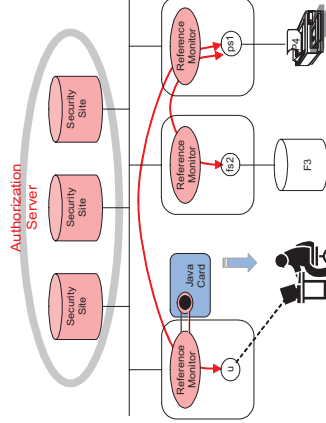 Authorization
Server
Security
Site
Security
Site
Security
Site
Reference
Monitor
Java
Card
Reference
Monitor
Reference
Monitor
u
fs2
ps1
F3
P4